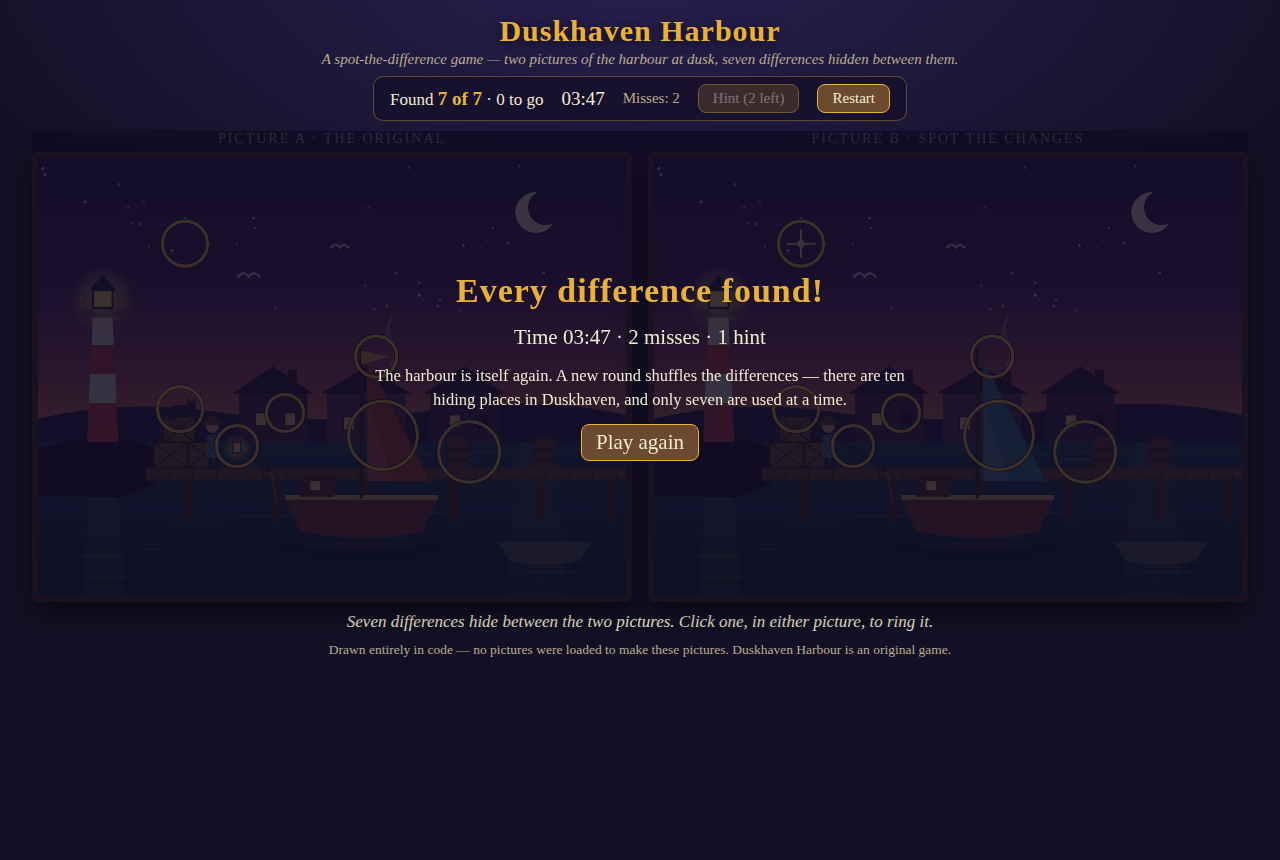 Duskhaven Harbour
A spot-the-difference game — two pictures of the harbour at dusk, seven differences hidden between them.
Found 7 of 7 · 0 to go 03:47 Misses: 2 Hint (2 left) Restart
PICTURE A · THE ORIGINAL PICTURE B · SPOT THE CHANGES
Every difference found!
Time 03:47 · 2 misses · 1 hint
The harbour is itself again. A new round shuffles the differences — there are ten
hiding places in Duskhaven, and only seven are used at a time.
Play again
Seven differences hide between the two pictures. Click one, in either picture, to ring it.
Drawn entirely in code — no pictures were loaded to make these pictures. Duskhaven Harbour is an original game.